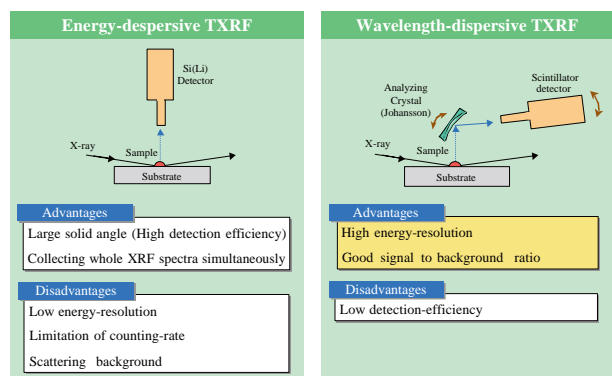 Energy-despersive TXRF
Si(Li)
Detector
X-ray
Sample
Substrate
Advantages
Large solid angle (High detection efficiency)
Collecting whole XRF spectra simultaneously
Disadvantages
Low energy-resolution
Limitation of counting-rate
Scattering background
Wavelength-dispersive TXRF
Scintillator
detector
Analyzing
Crystal
(Johansson)
X-ray
Sample
Substrate
Advantages
High energy-resolution
Good signal to background ratio
Disadvantages
Low detection-efficiency